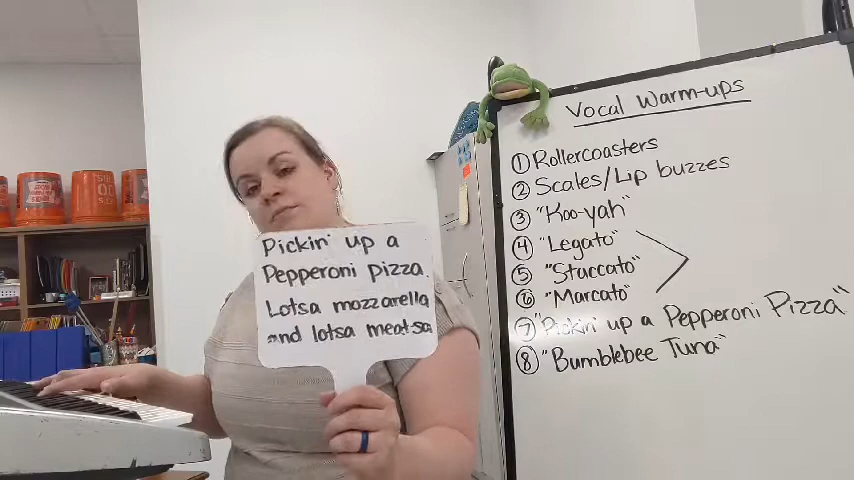 Pickin' up a
Pepperoni pizza.
Lotsa mozzarella
and lotsa meatsa
Vocal Warm-ups
① Rollercoasters
② Scales/Lip buzzes
③ "Koo-yah"
④ "Legato"
⑤ "Staccato"
⑥ "Marcato"
⑦ "Pickin' up a Pepperoni Pizza"
⑧ "Bumblebee Tuna"